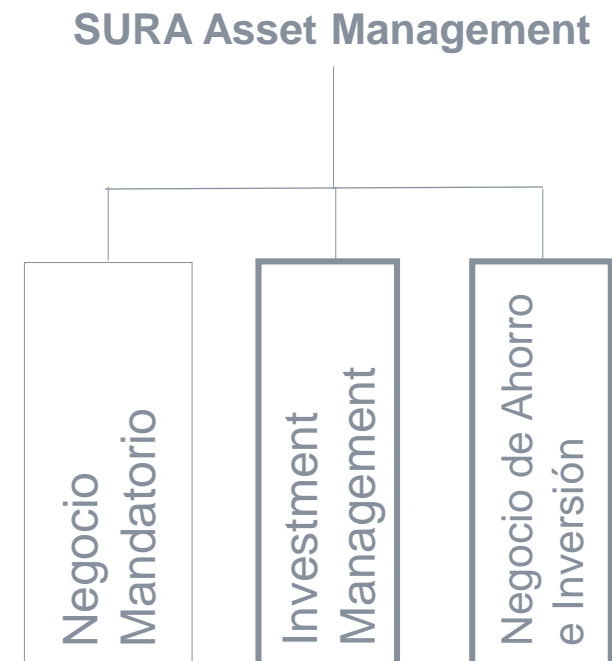 SURA Asset Management
Negocio
Mandatorio
Investment
Management
Negocio de Ahorro
e Inversión